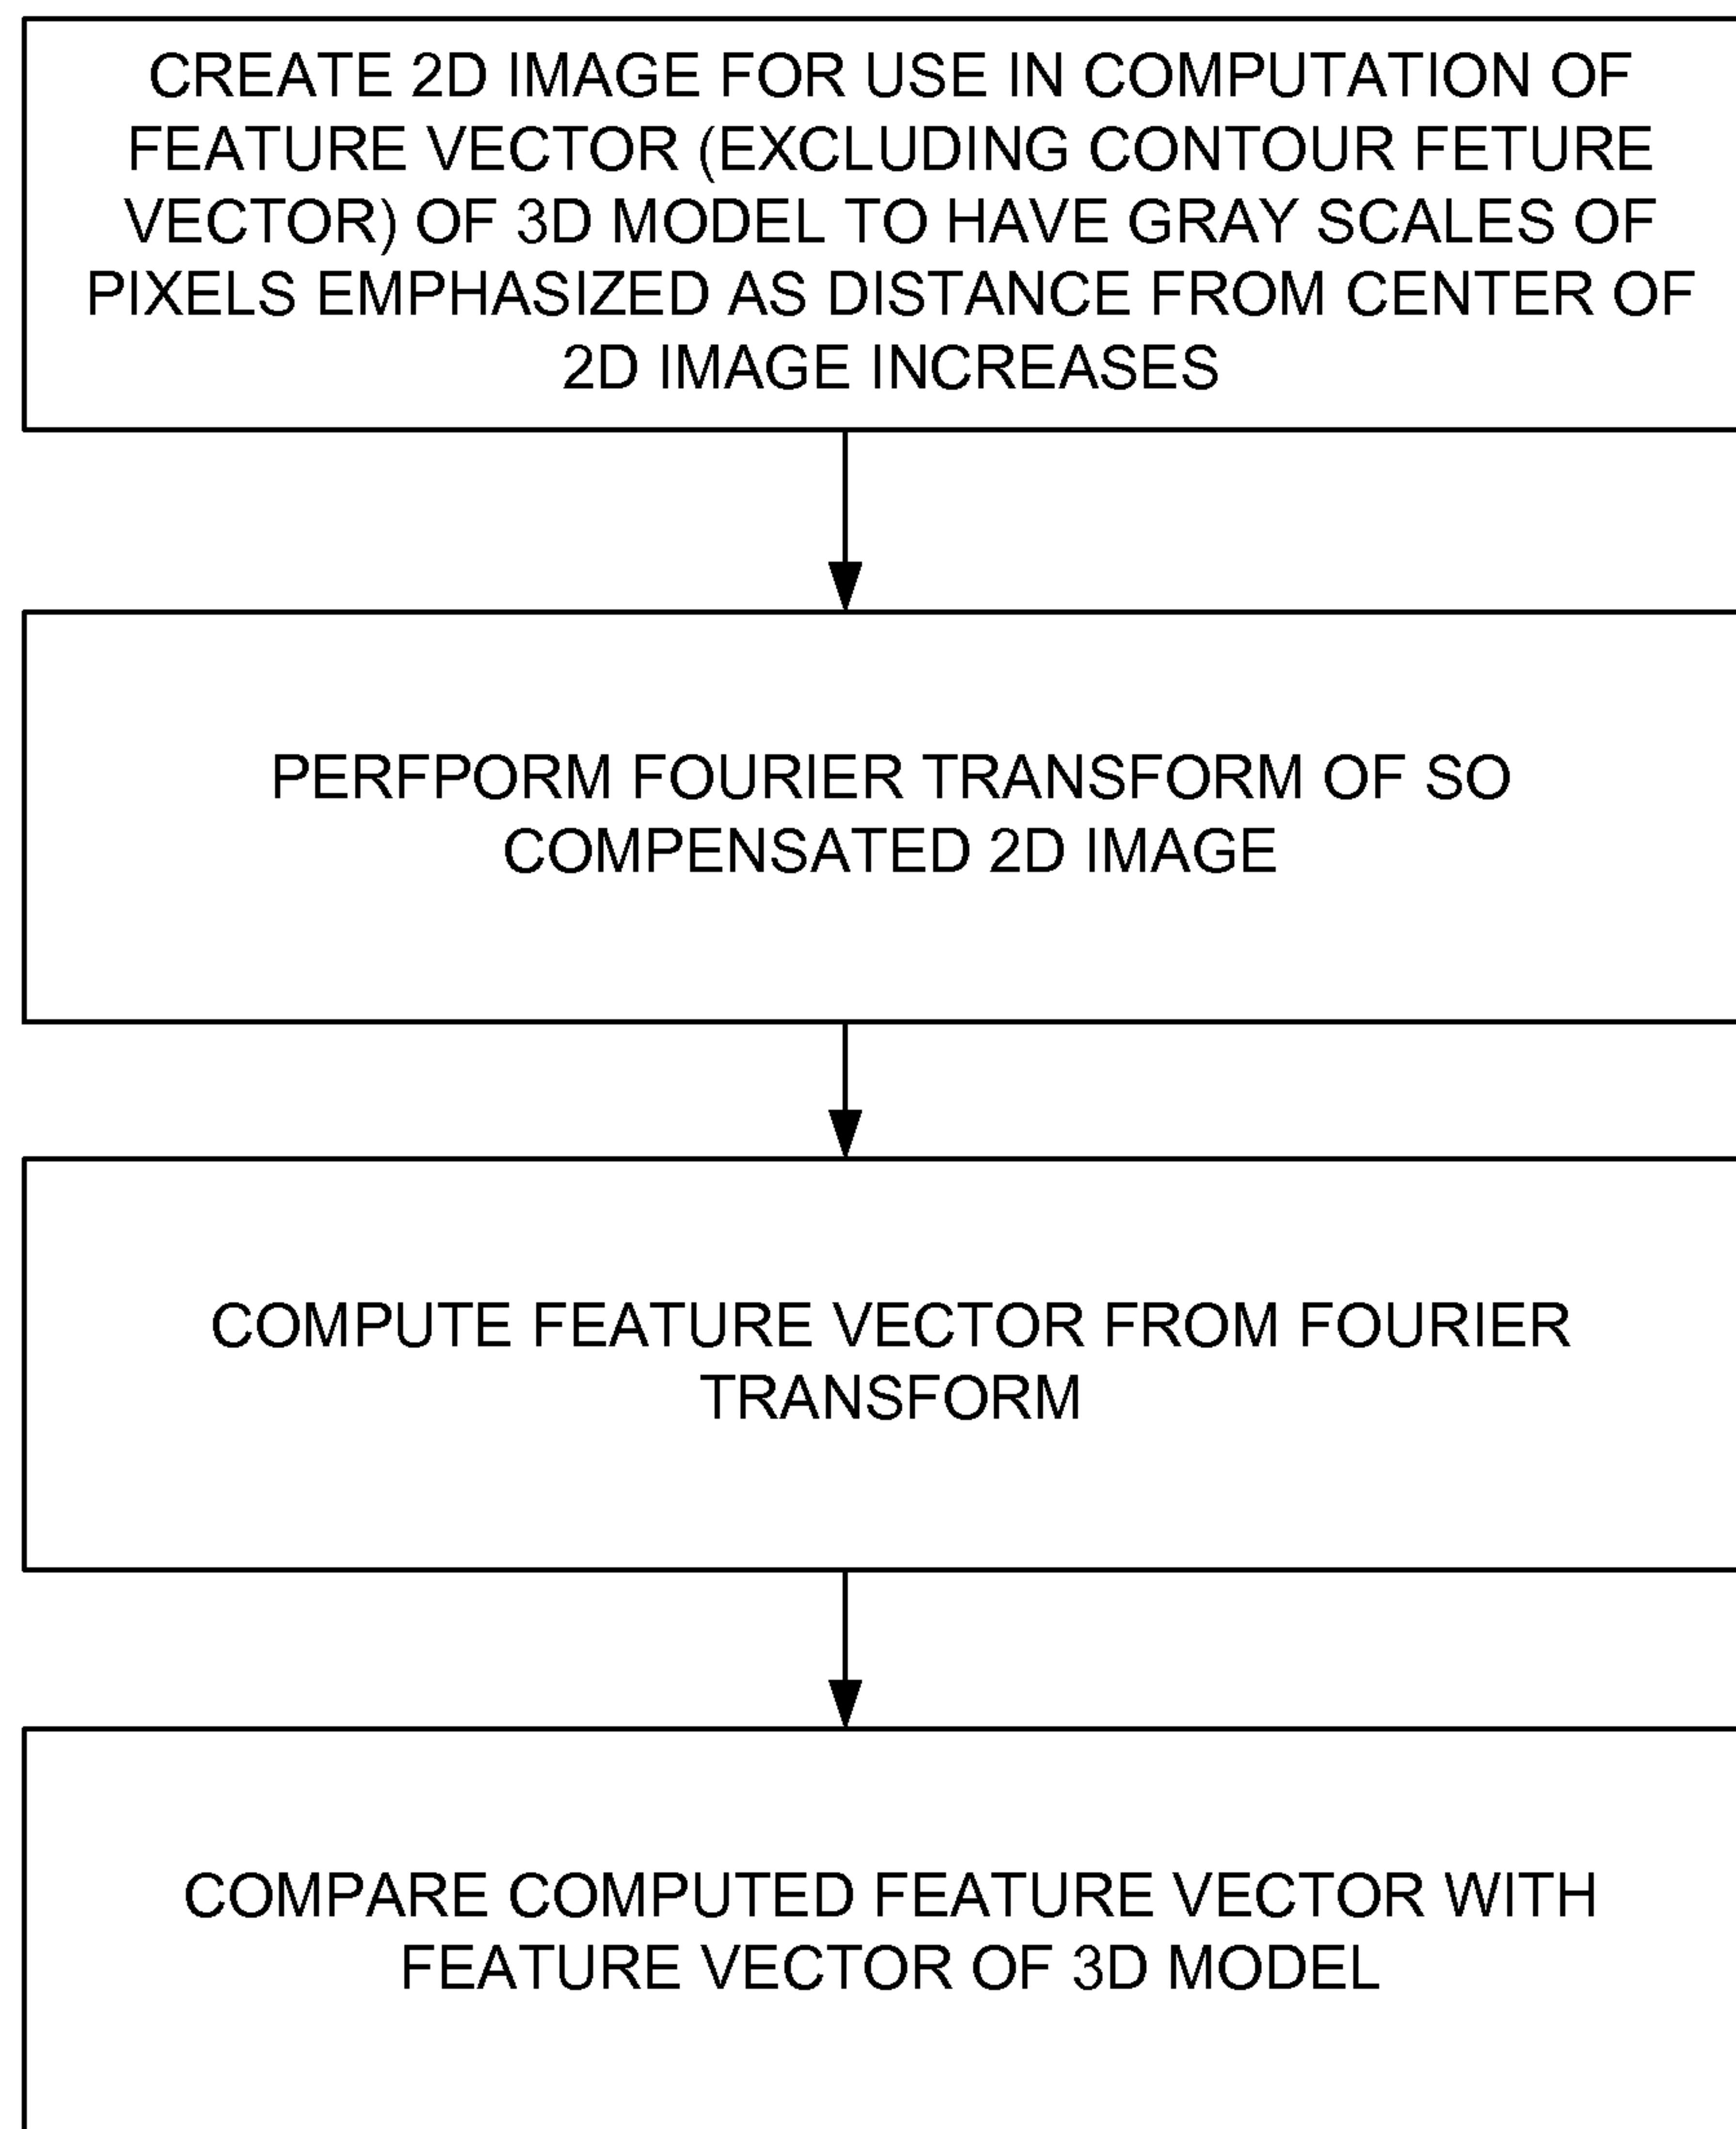 CREATE 2D IMAGE FOR USE IN COMPUTATION OF
FEATURE VECTOR (EXCLUDING CONTOUR FETURE
VECTOR) OF 3D MODEL TO HAVE GRAY SCALES OF
PIXELS EMPHASIZED AS DISTANCE FROM CENTER OF
2D IMAGE INCREASES
PERFPORM FOURIER TRANSFORM OF SO
COMPENSATED 2D IMAGE
COMPUTE FEATURE VECTOR FROM FOURIER
TRANSFORM
COMPARE COMPUTED FEATURE VECTOR WITH
FEATURE VECTOR OF 3D MODEL